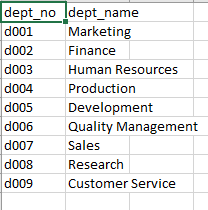 dept_no dept_name
d001 Marketing
d002 Finance
d003 Human Resources
d004 Production
d005 Development
d006 Quality Management
d007 Sales
d008 Research
d009 Customer Service